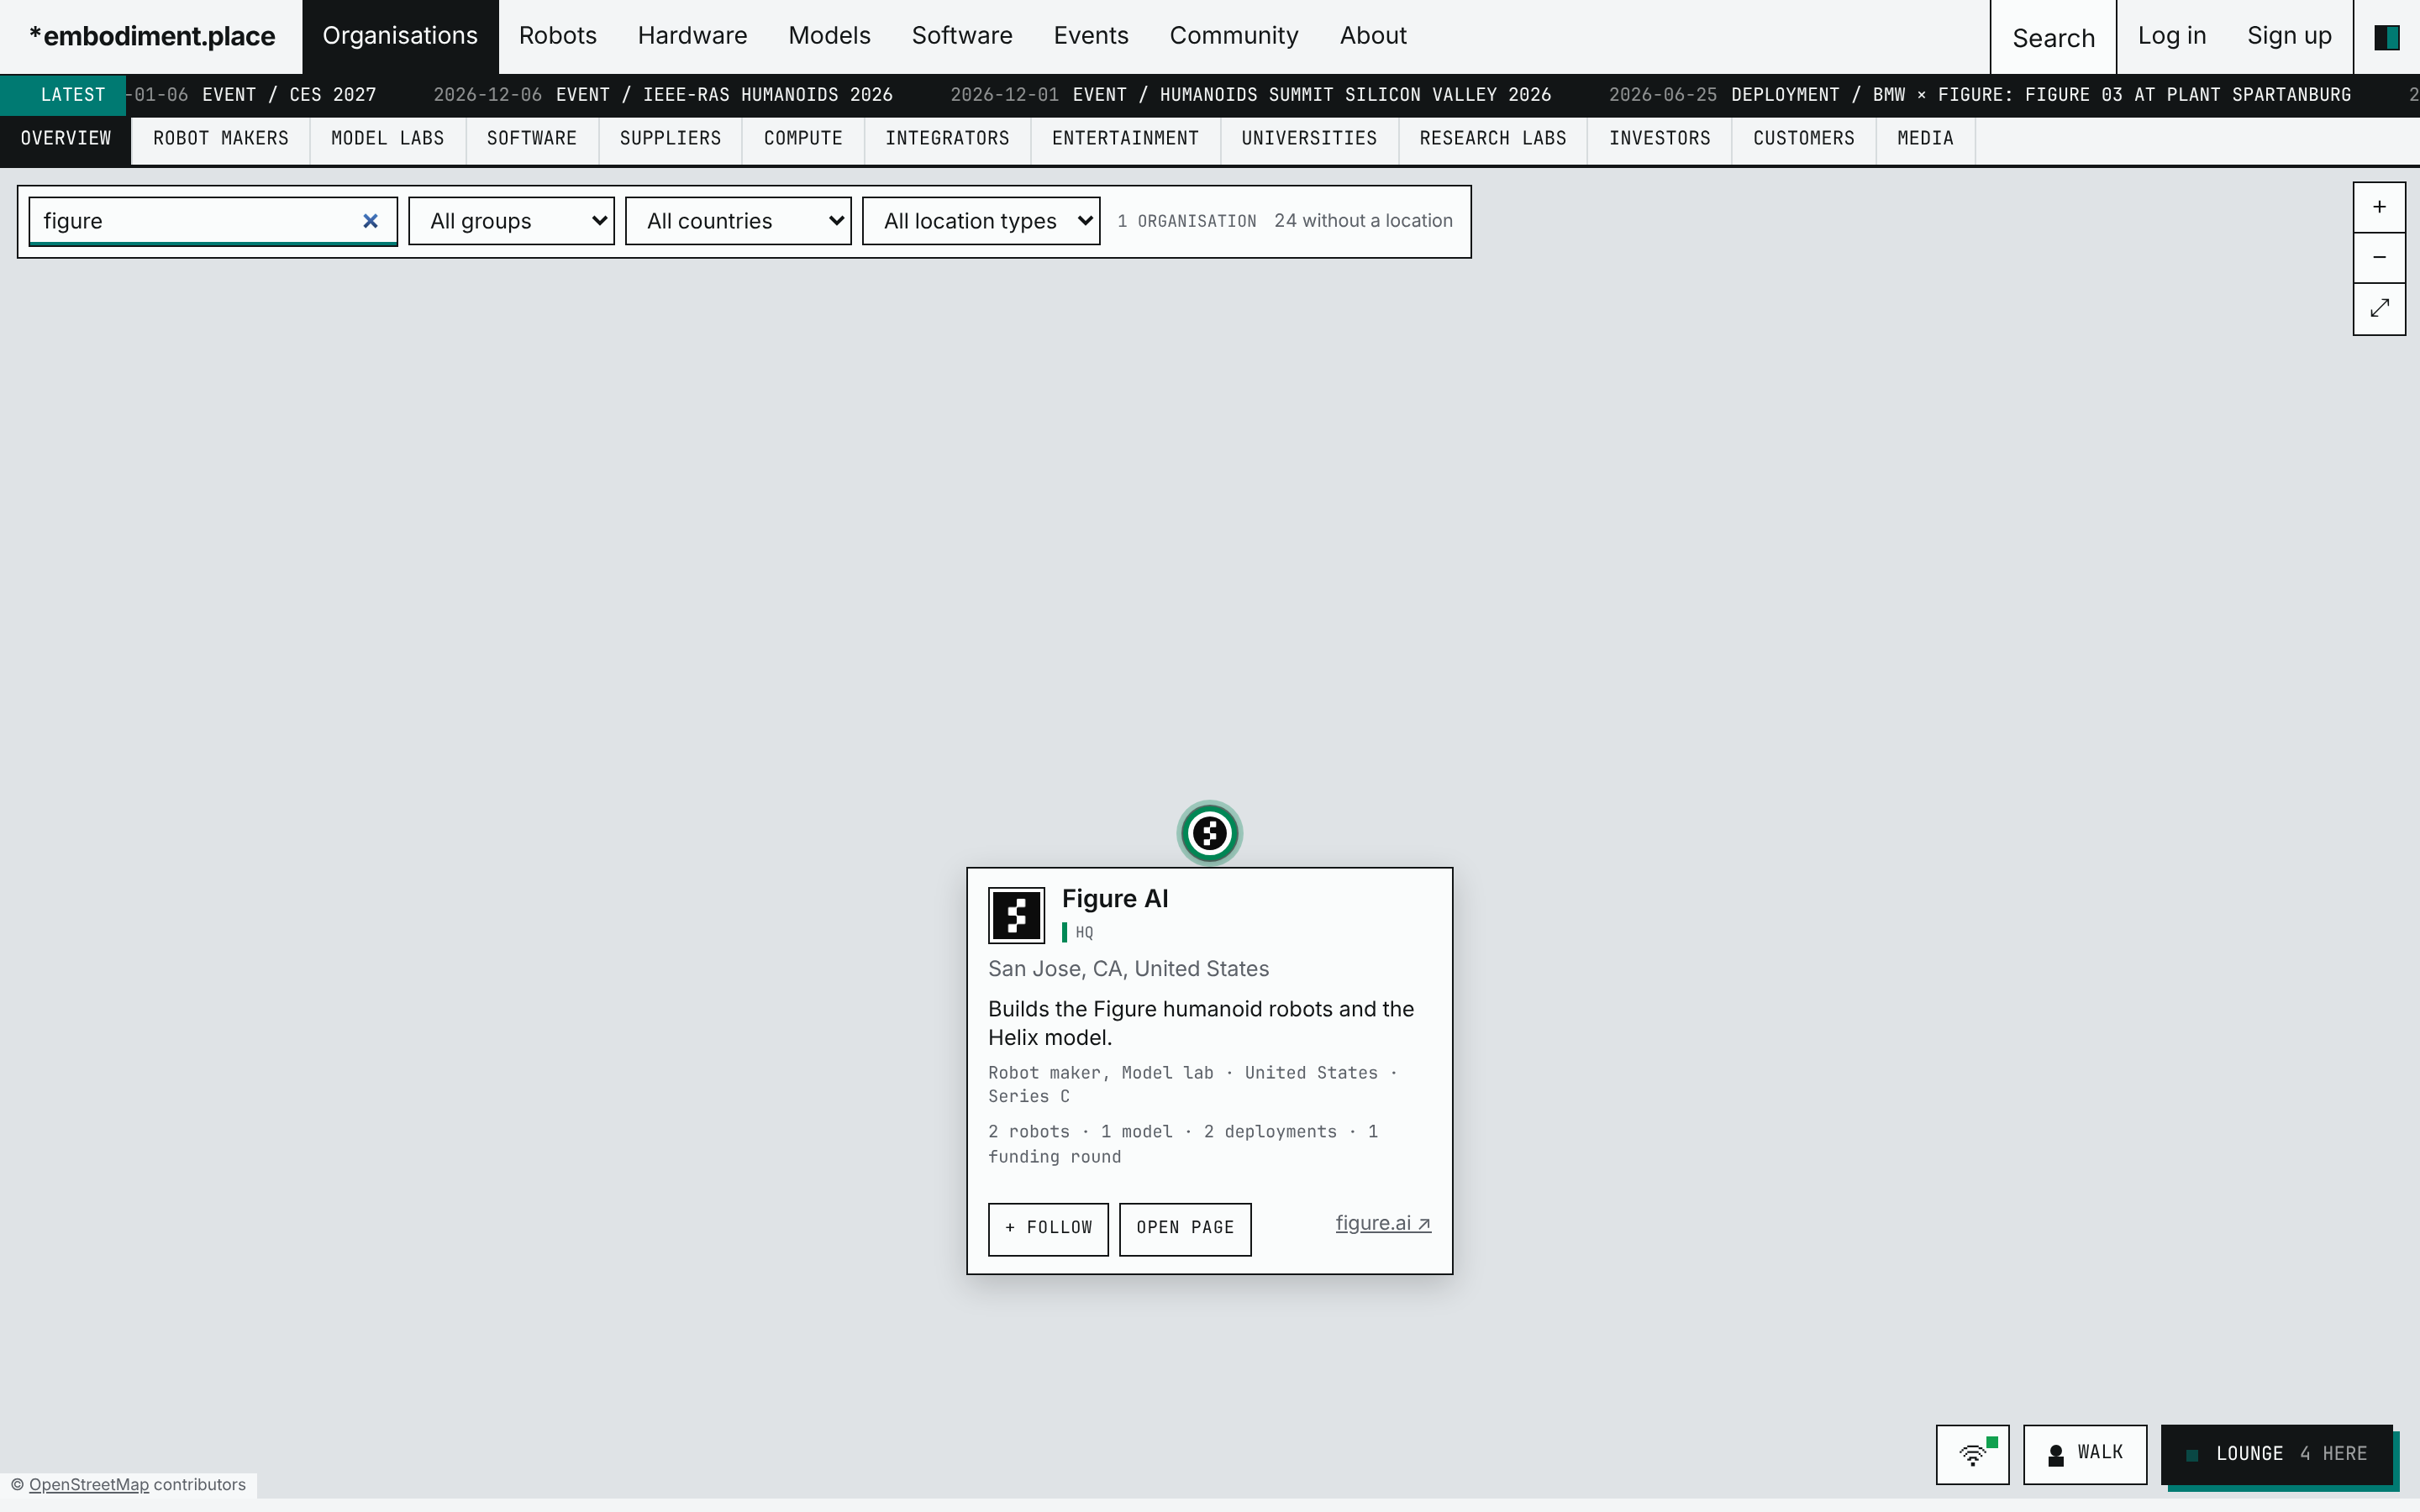 *embodiment.place Organisations Robots Hardware Models Software Events Community About Search Log in Sign up
LATEST -01-06 EVENT / CES 2027 2026-12-06 EVENT / IEEE-RAS HUMANOIDS 2026 2026-12-01 EVENT / HUMANOIDS SUMMIT SILICON VALLEY 2026 2026-06-25 DEPLOYMENT / BMW × FIGURE: FIGURE 03 AT PLANT SPARTANBURG 2
OVERVIEW ROBOT MAKERS MODEL LABS SOFTWARE SUPPLIERS COMPUTE INTEGRATORS ENTERTAINMENT UNIVERSITIES RESEARCH LABS INVESTORS CUSTOMERS MEDIA
figure All groups All countries All location types 1 ORGANISATION 24 without a location
+
−
Figure AI
HQ
San Jose, CA, United States
Builds the Figure humanoid robots and the
Helix model.
Robot maker, Model lab · United States ·
Series C
2 robots · 1 model · 2 deployments · 1
funding round
+ FOLLOW OPEN PAGE figure.ai ↗
WALK LOUNGE 4 HERE
© OpenStreetMap contributors